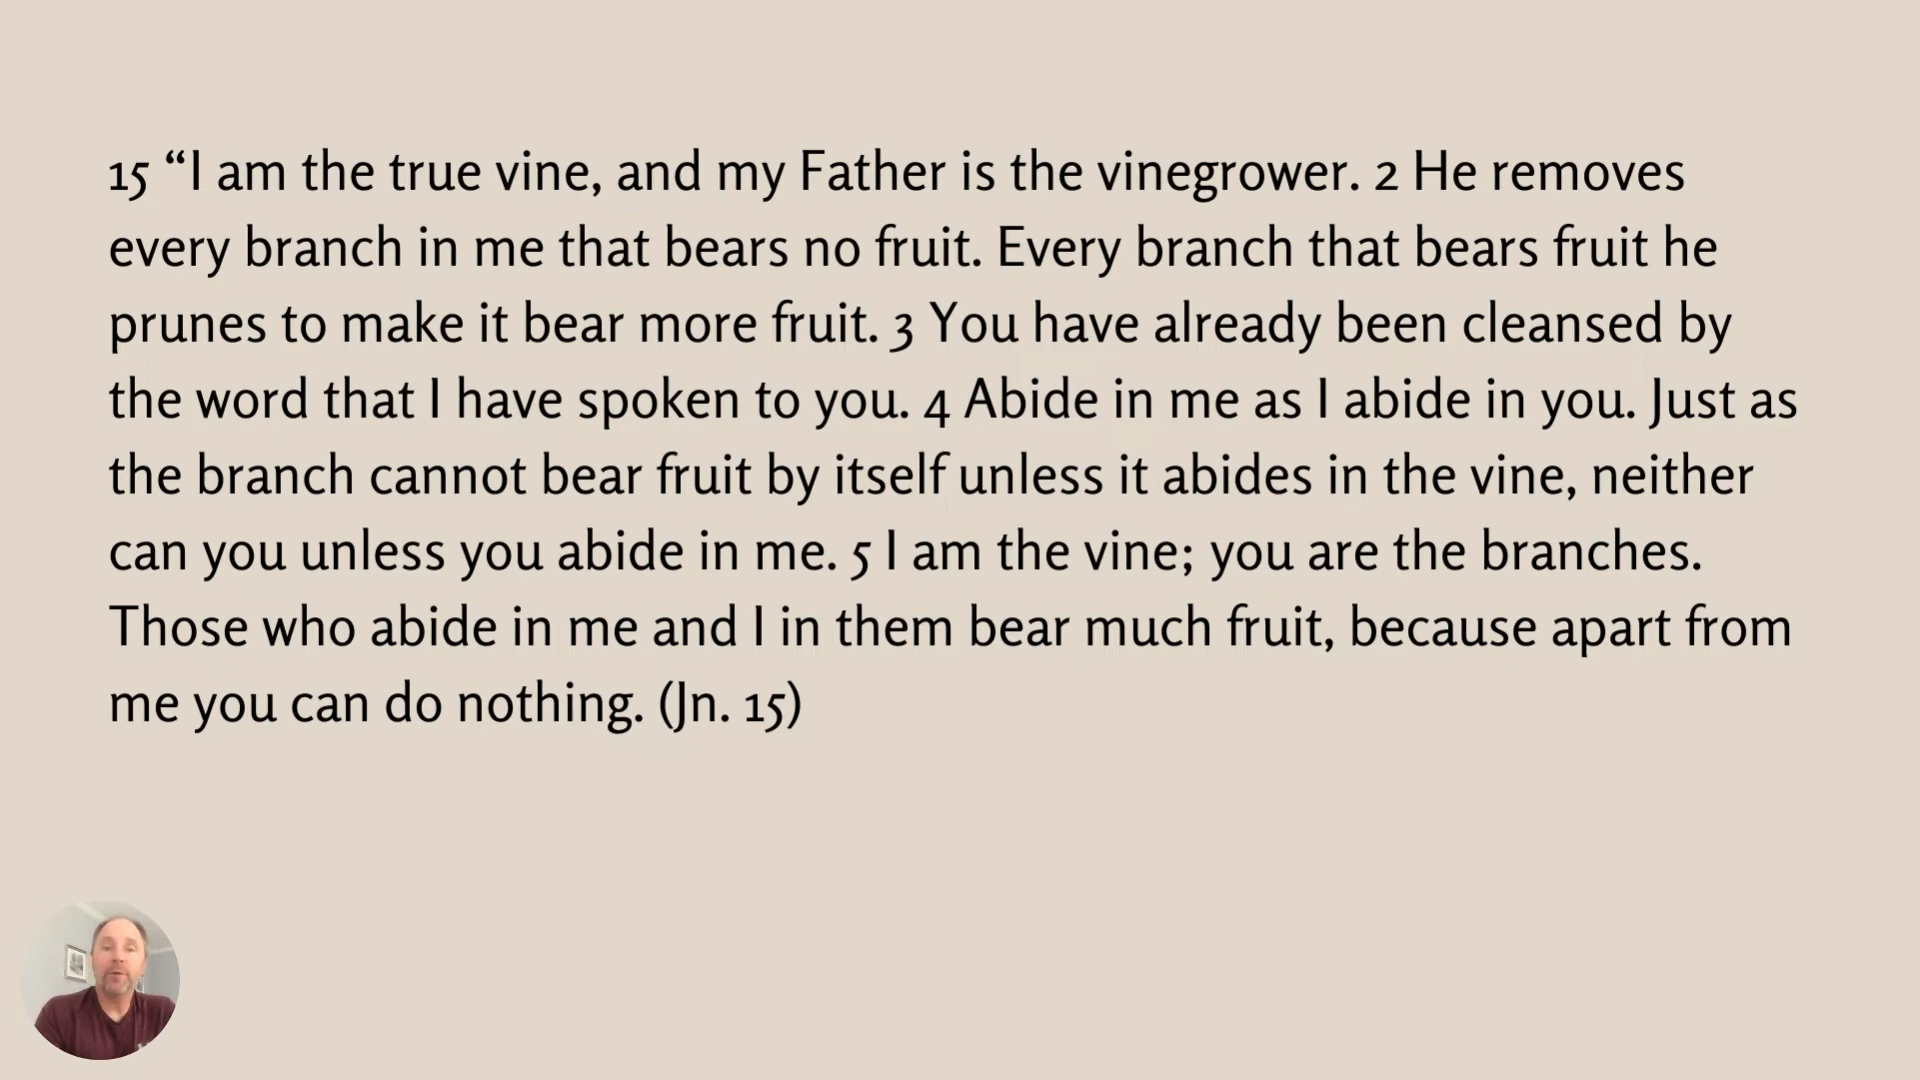 15 “I am the true vine, and my Father is the vinegrower. 2 He removes
every branch in me that bears no fruit. Every branch that bears fruit he
prunes to make it bear more fruit. 3 You have already been cleansed by
the word that I have spoken to you. 4 Abide in me as I abide in you. Just as
the branch cannot bear fruit by itself unless it abides in the vine, neither
can you unless you abide in me. 5 I am the vine; you are the branches.
Those who abide in me and I in them bear much fruit, because apart from
me you can do nothing. (Jn. 15)